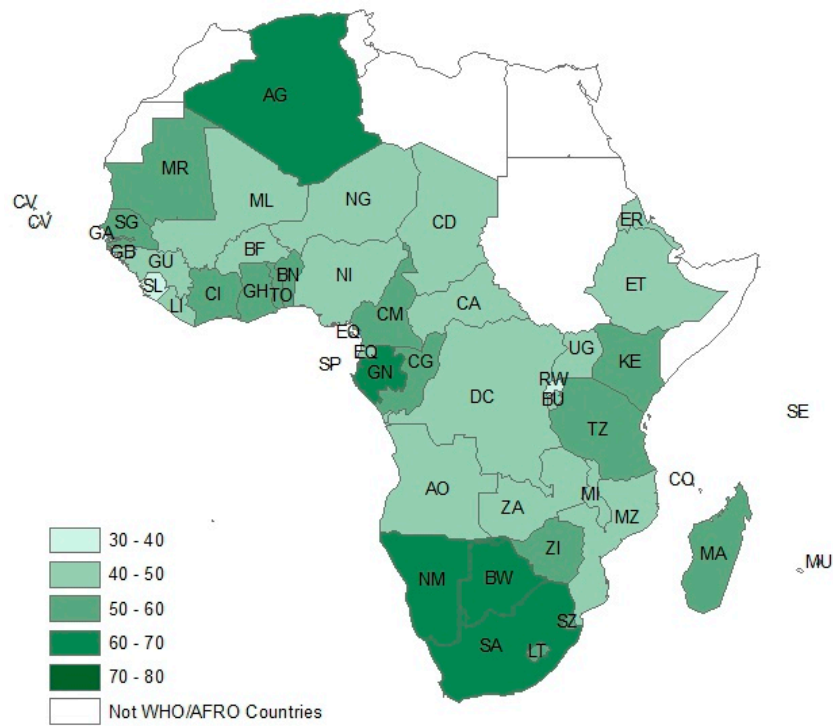 AG
MR
ML
NG
CD
ER
CV
CV
SG
GA
GB
GU
BF
BN
NI
ET
SL
LI
CI
GH
TO
CM
CA
EQ
EQ
SP
GN
CG
UG
KE
DC
RW
BU
TZ
SE
CO
AO
ZA
MI
MZ
MA
MU
ZI
NM
BW
SZ
SA
LT
30 - 40
40 - 50
50 - 60
60 - 70
70 - 80
Not WHO/AFRO Countries